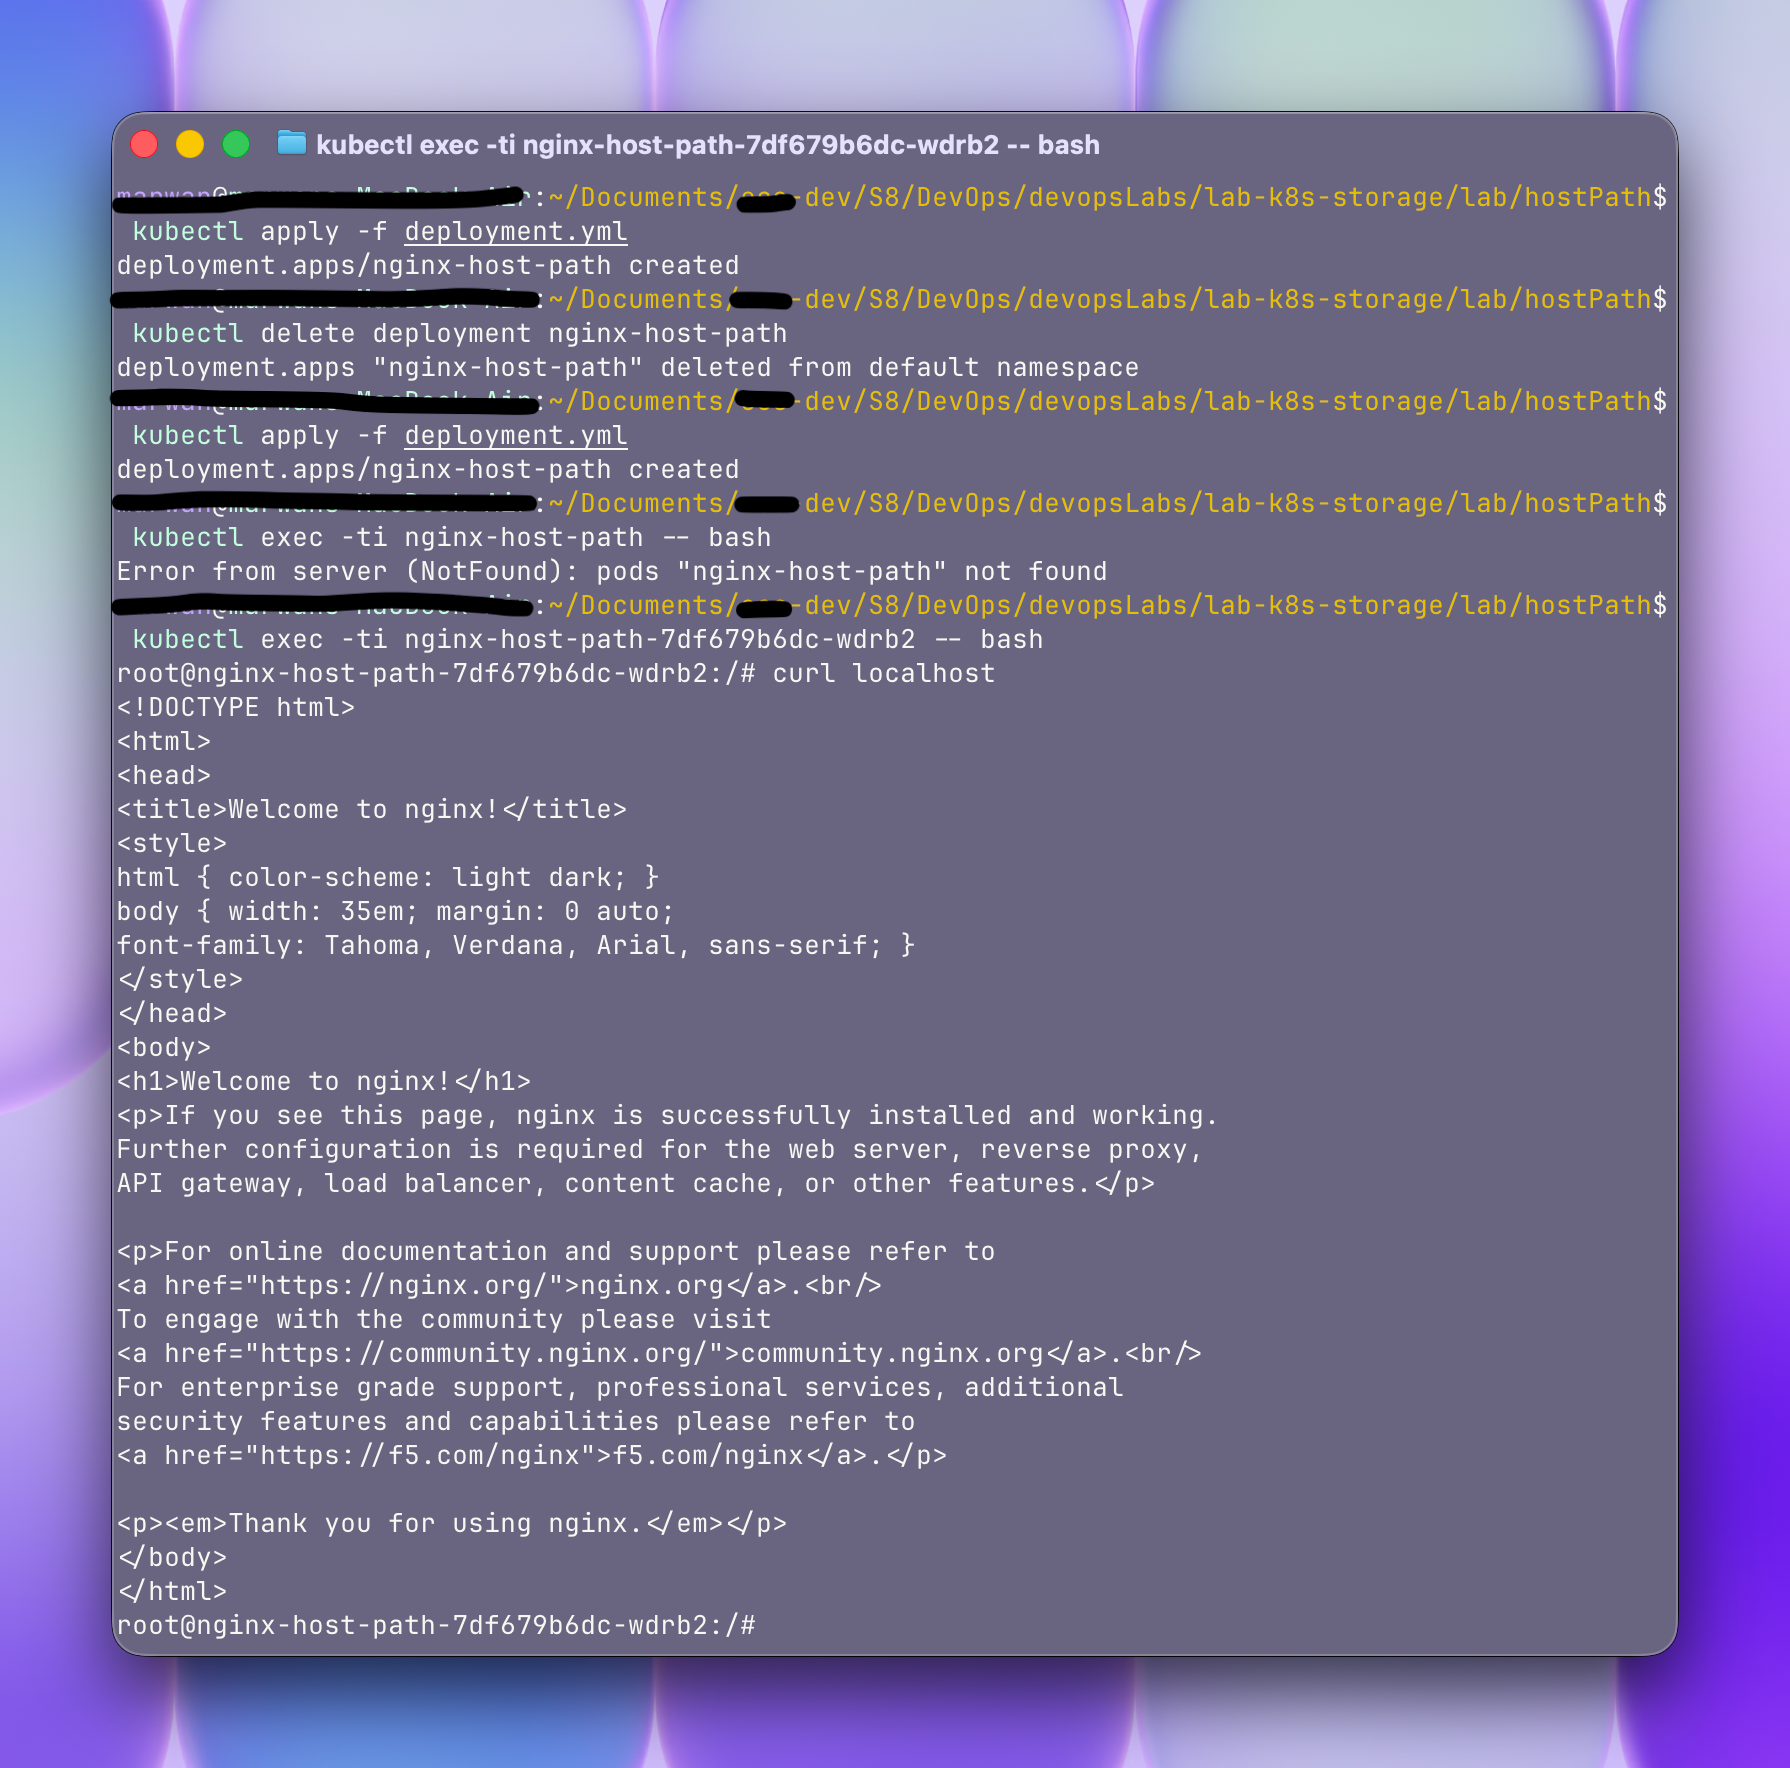 kubectl exec -ti nginx-host-path-7df679b6dc-wdrb2 -- bash
:~/Documents/-dev/S8/DevOps/devopsLabs/lab-k8s-storage/lab/hostPath$
kubectl apply -f deployment.yml
deployment.apps/nginx-host-path created
:~/Documents/-dev/S8/DevOps/devopsLabs/lab-k8s-storage/lab/hostPath$
kubectl delete deployment nginx-host-path
deployment.apps "nginx-host-path" deleted from default namespace
:~/Documents/-dev/S8/DevOps/devopsLabs/lab-k8s-storage/lab/hostPath$
kubectl apply -f deployment.yml
deployment.apps/nginx-host-path created
:~/Documents/dev/S8/DevOps/devopsLabs/lab-k8s-storage/lab/hostPath$
kubectl exec -ti nginx-host-path -- bash
Error from server (NotFound): pods "nginx-host-path" not found
:~/Documents/-dev/S8/DevOps/devopsLabs/lab-k8s-storage/lab/hostPath$
kubectl exec -ti nginx-host-path-7df679b6dc-wdrb2 -- bash
root@nginx-host-path-7df679b6dc-wdrb2:/# curl localhost
<!DOCTYPE html>
<html>
<head>
<title>Welcome to nginx!</title>
<style>
html { color-scheme: light dark; }
body { width: 35em; margin: 0 auto;
font-family: Tahoma, Verdana, Arial, sans-serif; }
</style>
</head>
<body>
<h1>Welcome to nginx!</h1>
<p>If you see this page, nginx is successfully installed and working.
Further configuration is required for the web server, reverse proxy,
API gateway, load balancer, content cache, or other features.</p>
<p>For online documentation and support please refer to
<a href="https://nginx.org/">nginx.org</a>.<br/>
To engage with the community please visit
<a href="https://community.nginx.org/">community.nginx.org</a>.<br/>
For enterprise grade support, professional services, additional
security features and capabilities please refer to
<a href="https://f5.com/nginx">f5.com/nginx</a>.</p>
<p><em>Thank you for using nginx.</em></p>
</body>
</html>
root@nginx-host-path-7df679b6dc-wdrb2:/#